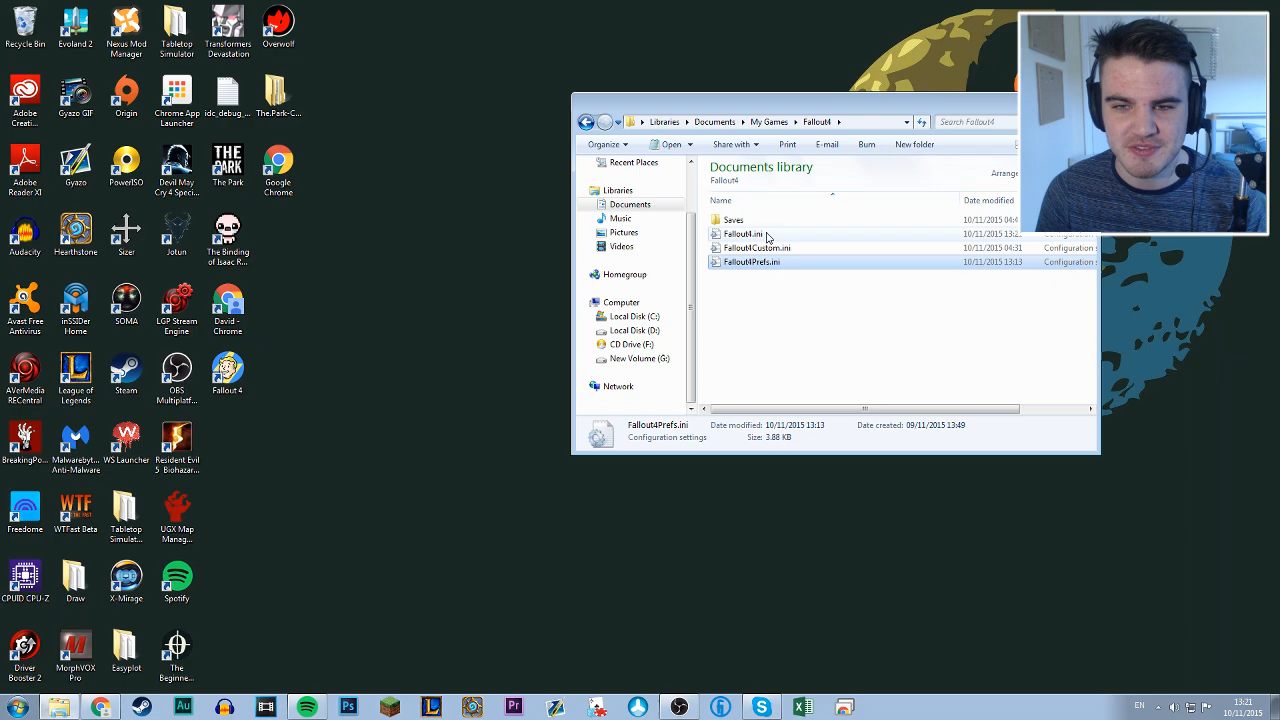 Recycle Bin
Evoland 2
Nexus Mod Manager
Tabletop Simulator
Transformers Devastation
Overwolf
Adobe Creati...
Gyazo GIF
Origin
Chrome App Launcher
idc_debug_...
The.Park-C...
Adobe Reader XI
Gyazo
PowerISO
Devil May Cry 4 Speci...
THE PARK
The Park
Google Chrome
Audacity
Hearthstone
Sizer
Jotun
The Binding of Isaac R...
Avast Free Antivirus
inSSIDer Home
SOMA
LGP Stream Engine
David - Chrome
AVerMedia RECentral
League of Legends
Steam
OBS Multiplatf...
Fallout 4
BreakingPo...
Malwarebyt... Anti-Malware
WS Launcher
Resident Evil 5 Biohazar...
Freedome
WTF
WTFast Beta
Tabletop Simulat...
UGX Map Manag...
CPUID CPU-Z
Draw
X-Mirage
Spotify
Driver Booster 2
MorphVOX Pro
Easyplot
The Beginne...
Libraries
Documents
My Games
Fallout4
Search Fallout4
Organize
Open
Share with
Print
E-mail
Burn
New folder
Recent Places
Libraries
Documents
Music
Pictures
Videos
Homegroup
Computer
Local Disk (C:)
Local Disk (D:)
CD Drive (F:)
New Volume (G:)
Network
Documents library
Fallout4
Arrange
Name
Date modified
Saves
10/11/2015 04:4
Fallout4.ini
10/11/2015 13:2
Configuration s
Fallout4Custom.ini
10/11/2015 04:31
Configuration s
Fallout4Prefs.ini
10/11/2015 13:13
Configuration s
Fallout4Prefs.ini
Date modified: 10/11/2015 13:13
Date created: 09/11/2015 13:49
Configuration settings
Size: 3.88 KB
Au
Ps
L
Pr
EN
13:21
10/11/2015